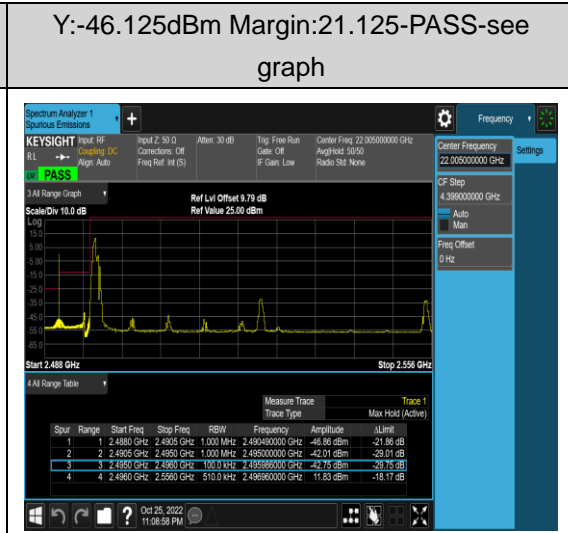 Y:-46.125dBm Margin:21.125-PASS-see
graph
Spectrum Analyzer 1
Spurious Emissions
+
Frequency
KEYSIGHT Input: RF Input Z: 50 Ω Atten: 30 dB Trig: Free Run Center Freq: 22.005000000 GHz
RL Coupling: DC Corrections: Off Gate: Off Avg|Hold: 50/50
Align: Auto Freq Ref: Int (S) IF Gain: Low Radio Std: None
PASS
Center Frequency
22.005000000 GHz
Settings
CF Step
4.399000000 GHz
Auto
Man
Freq Offset
0 Hz
3 All Range Graph
Ref Lvl Offset 9.79 dB
Scale/Div 10.0 dB Ref Value 25.00 dBm
Log
15.0
5.00
-5.00
-15.0
-25.0
-35.0
-45.0
-55.0
-65.0
Start 2.488 GHz Stop 2.556 GHz
4 All Range Table
Measure Trace Trace 1
Trace Type Max Hold (Active)
Spur Range Start Freq Stop Freq RBW Frequency Amplitude ΔLimit
1 1 2.4880 GHz 2.4905 GHz 1.000 MHz 2.490490000 GHz -46.86 dBm -21.86 dB
2 2 2.4905 GHz 2.4950 GHz 1.000 MHz 2.495000000 GHz -42.01 dBm -29.01 dB
3 3 2.4950 GHz 2.4960 GHz 100.0 kHz 2.495986000 GHz -42.75 dBm -29.75 dB
4 4 2.4960 GHz 2.5560 GHz 510.0 kHz 2.496960000 GHz 11.83 dBm -18.17 dB
?
Oct 25, 2022
11:08:58 PM